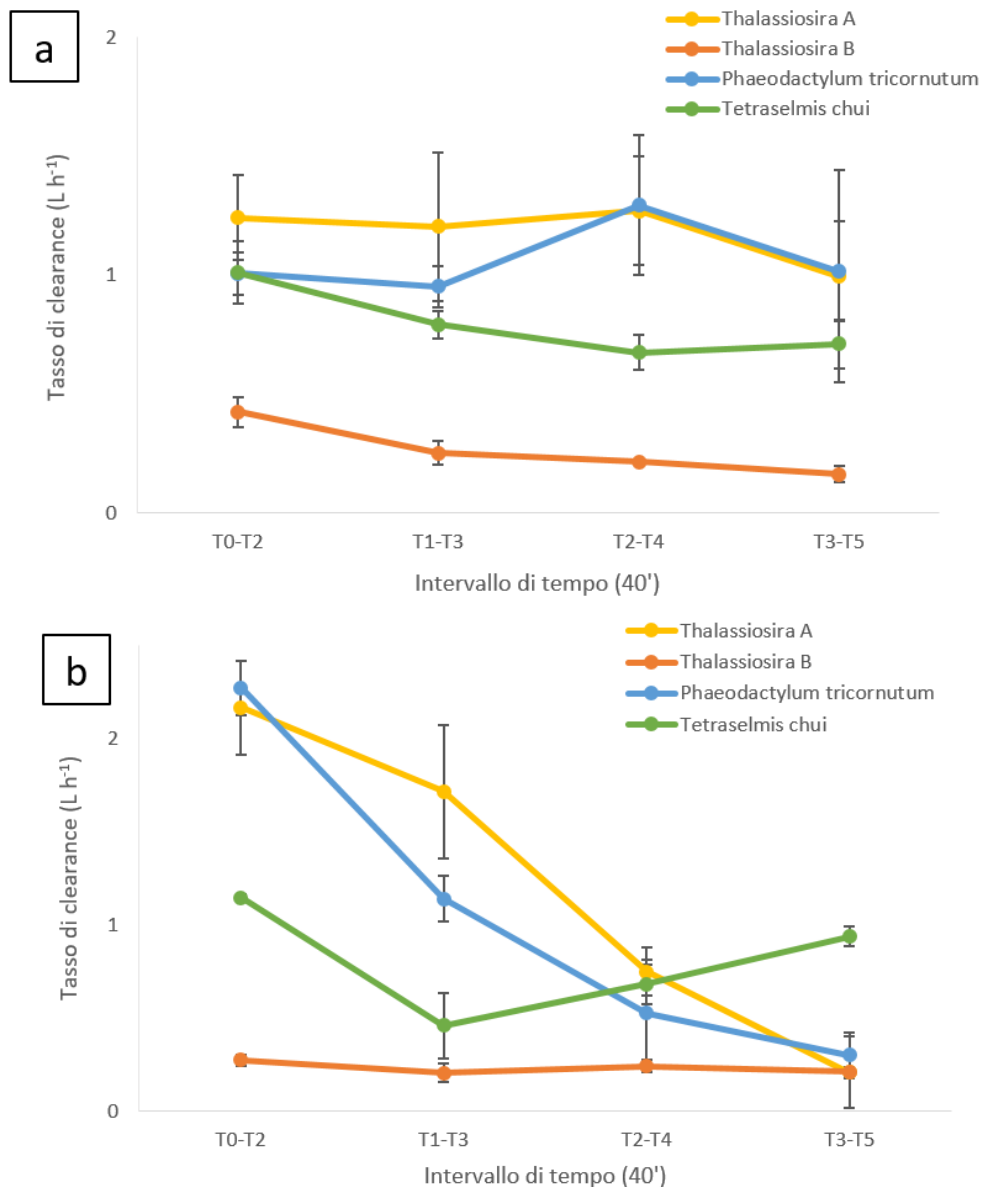 a
Thalassiosira A
Thalassiosira B
Phaeodactylum tricornutum
Tetraselmis chui
2
1
0
Tasso di clearance (L h⁻¹)
T0-T2 T1-T3 T2-T4 T3-T5
Intervallo di tempo (40')
b
Thalassiosira A
Thalassiosira B
Phaeodactylum tricornutum
Tetraselmis chui
2
1
0
Tasso di clearance (L h⁻¹)
T0-T2 T1-T3 T2-T4 T3-T5
Intervallo di tempo (40')